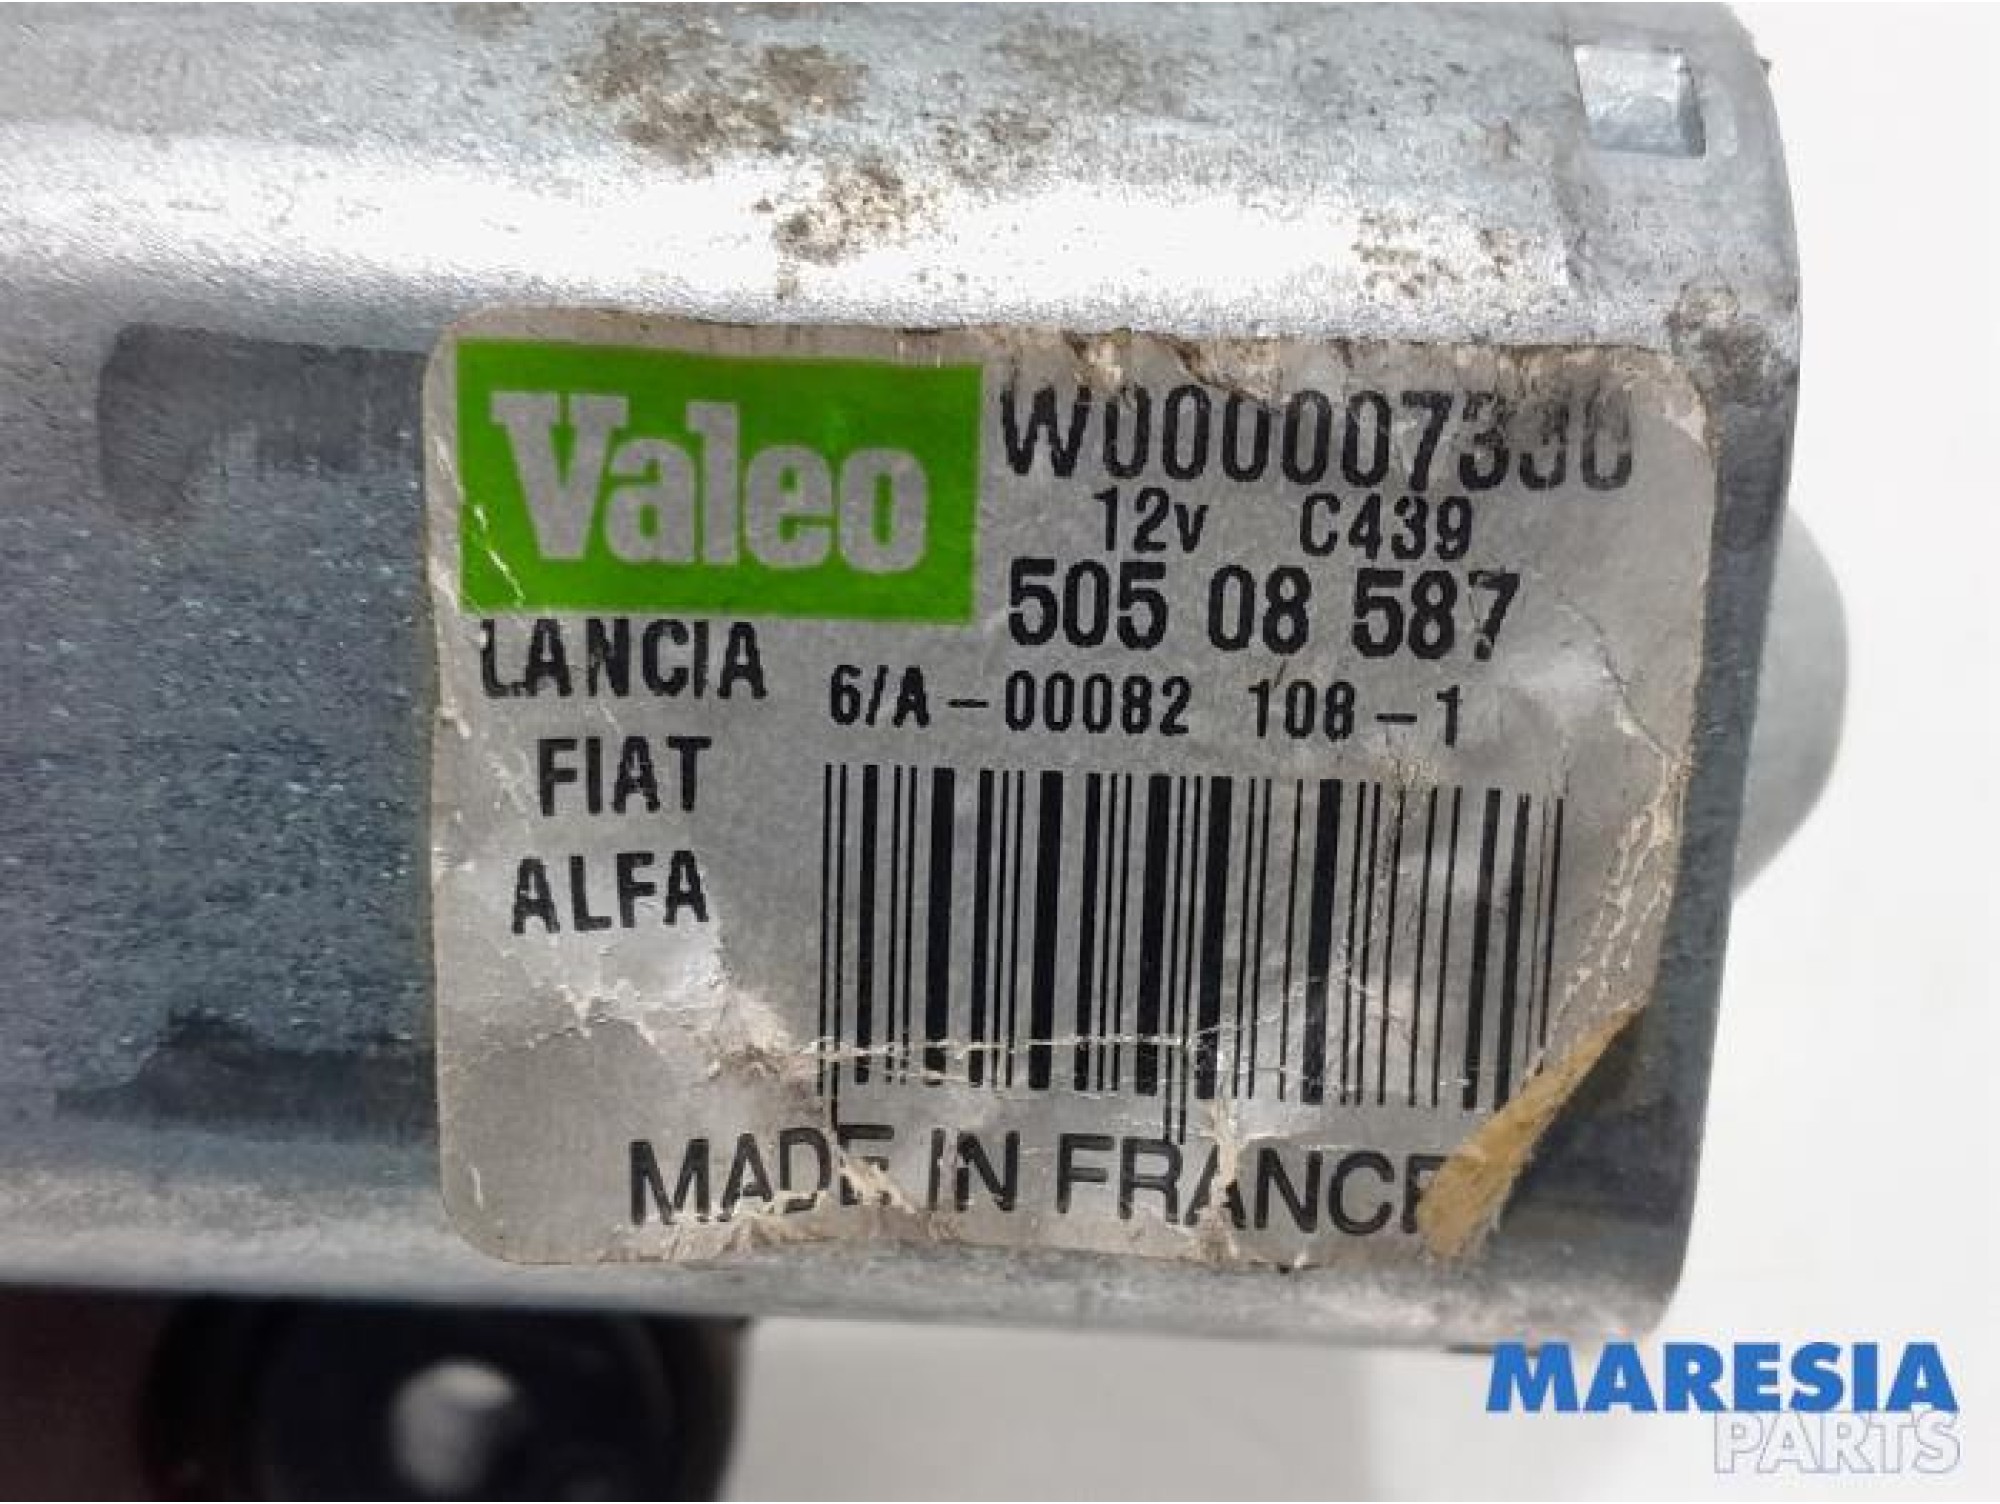 Valeo
W000007330
12v C439
505 08 587
LANCIA
6/A-00082 108-1
FIAT
ALFA
MADE IN FRANCE
MARESIA
PARTS